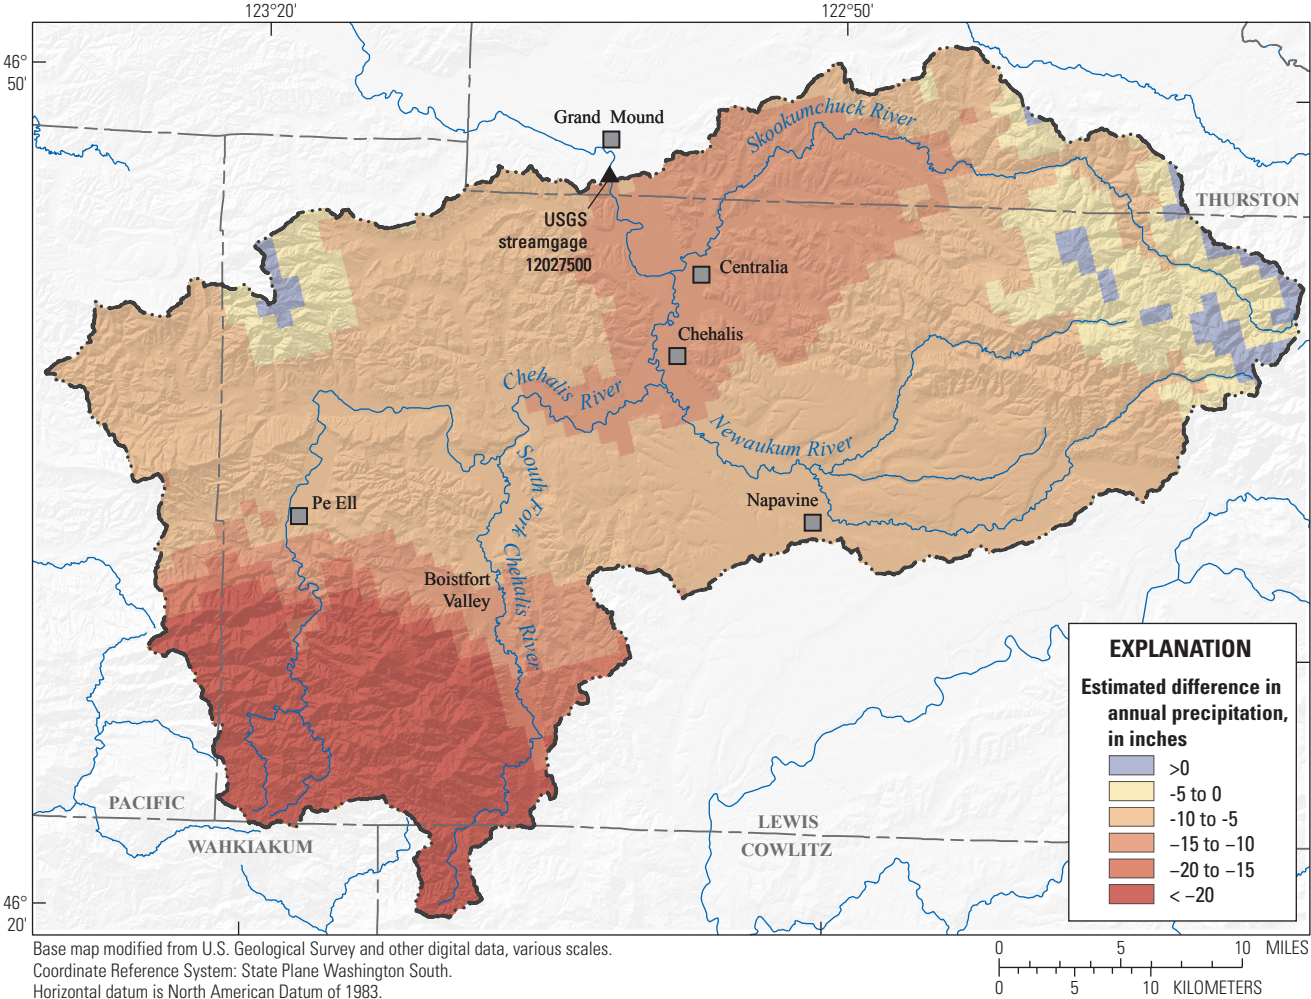 123°20'
122°50'
46°
50'
Grand Mound
Skookumchuck River
THURSTON
USGS
streamgage
12027500
Centralia
Chehalis
Chehalis River
Newaukum River
South Fork Chehalis River
Pe Ell
Napavine
Boistfort
Valley
EXPLANATION
Estimated difference in
annual precipitation,
in inches
>0
-5 to 0
-10 to -5
−15 to −10
−20 to −15
< −20
PACIFIC
WAHKIAKUM
LEWIS
COWLITZ
46°
20'
Base map modified from U.S. Geological Survey and other digital data, various scales.
Coordinate Reference System: State Plane Washington South.
Horizontal datum is North American Datum of 1983.
0 5 10 MILES
0 5 10 KILOMETERS